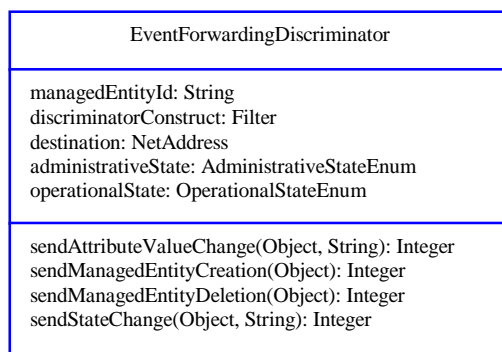 EventForwardingDiscriminator
managedEntityId: String
discriminatorConstruct: Filter
destination: NetAddress
administrativeState: AdministrativeStateEnum
operationalState: OperationalStateEnum
sendAttributeValueChange(Object, String): Integer
sendManagedEntityCreation(Object): Integer
sendManagedEntityDeletion(Object): Integer
sendStateChange(Object, String): Integer